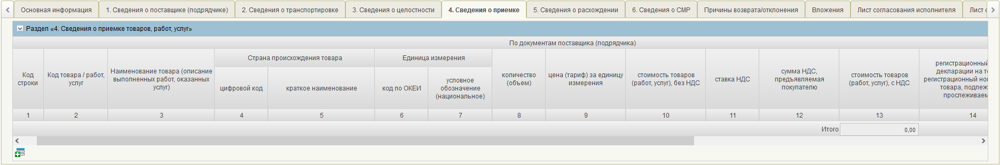 Основная информация
1. Сведения о поставщике (подрядчике)
2. Сведения о транспортировке
3. Сведения о целостности
4. Сведения о приемке
5. Сведения о расхождении
6. Сведения о СМР
Причины возврата/отклонения
Вложения
Лист согласования исполнителя
Лист с
Раздел «4. Сведения о приемке товаров, работ, услуг»
По документам поставщика (подрядчика)
Код
строки
Код товара / работ,
услуг
Наименование товара (описание
выполненных работ, оказанных
услуг)
Страна происхождения товара
цифровой код
краткое наименование
Единица измерения
код по ОКЕИ
условное
обозначение
(национальное)
количество
(объем)
цена (тариф) за единицу
измерения
стоимость товаров
(работ, услуг), без НДС
ставка НДС
сумма НДС,
предъявляемая
покупателю
стоимость товаров
(работ, услуг), с НДС
регистрационный
декларации на т
регистрационный но
товара, подлеж
прослеживаем
1 2 3 4 5 6 7 8 9 10 11 12 13 14
Итого 0,00